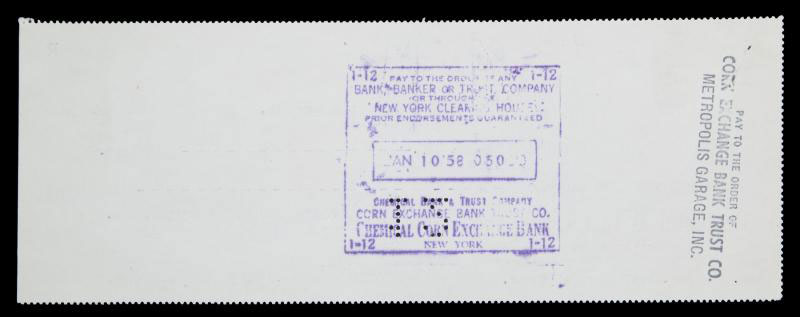 1-12 PAY TO THE ORDER OF ANY 1-12
BANK, BANKER OR TRUST COMPANY
OR THROUGH THE
NEW YORK CLEARING HOUSE
PRIOR ENDORSEMENTS GUARANTEED
JAN 10'58 050
CHEMICAL BANK & TRUST COMPANY
CORN EXCHANGE BANK TRUST CO.
CHEMICAL CORN EXCHANGE BANK
1-12 NEW YORK 1-12
PAY TO THE ORDER OF
CORN EXCHANGE BANK TRUST CO.
METROPOLIS GARAGE, INC.